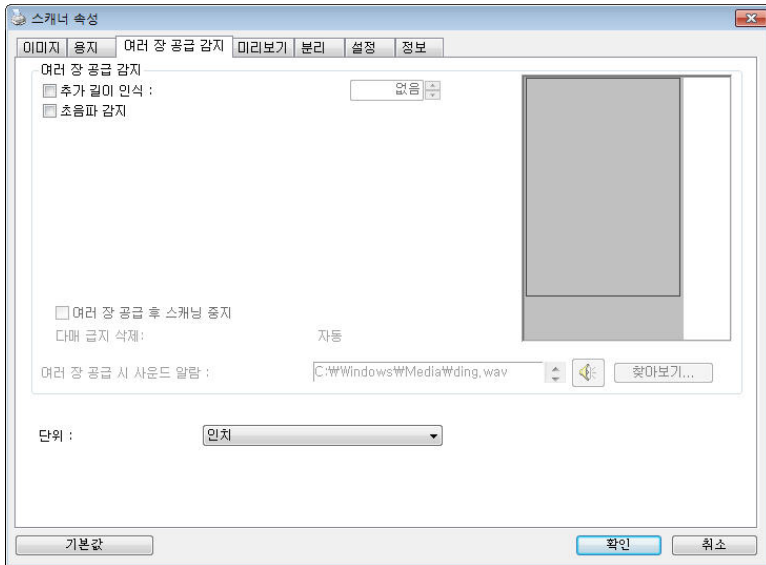 스캐너 속성
이미지 용지 여러 장 공급 감지 미리보기 분리 설정 정보
여러 장 공급 감지
추가 길이 인식 : 없음
초음파 감지
여러 장 공급 후 스캐닝 중지
다매 급지 삭제: 자동
여러 장 공급 시 사운드 알람 : C:₩Windows₩Media₩ding.wav 찾아보기...
단위 : 인치
기본값 확인 취소